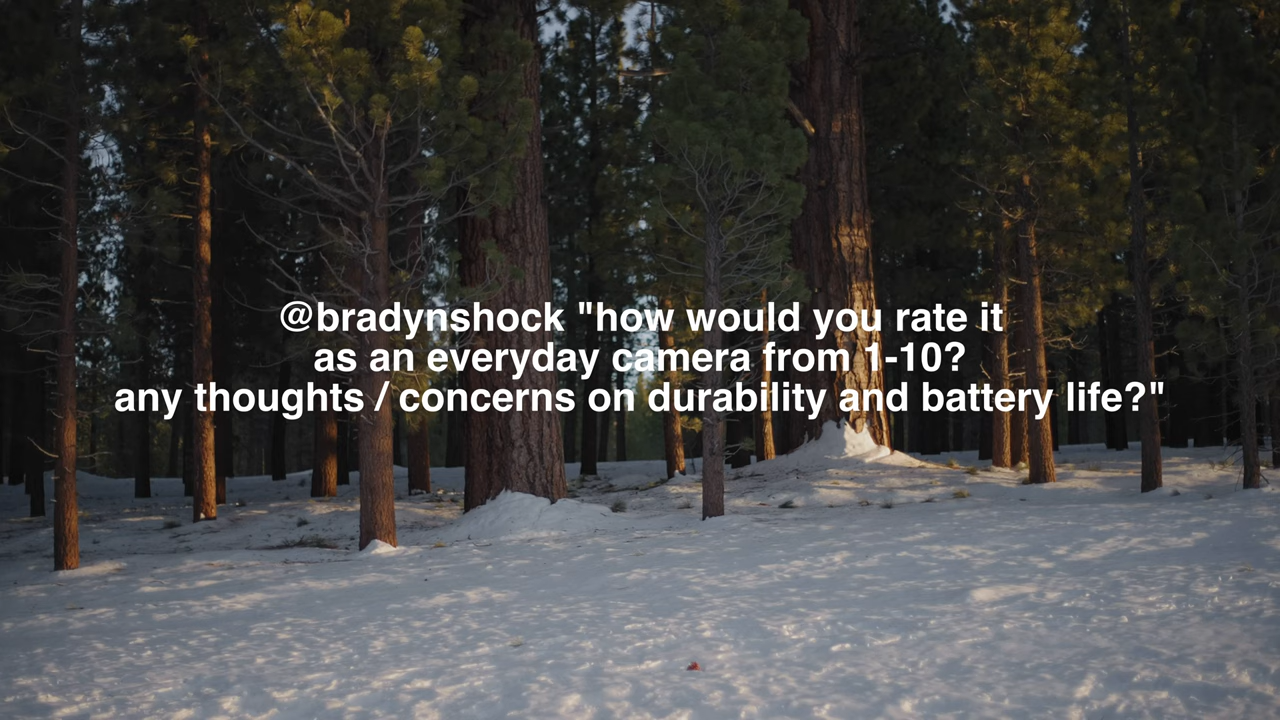 @bradynshock "how would you rate it
as an everyday camera from 1-10?
any thoughts / concerns on durability and battery life?"